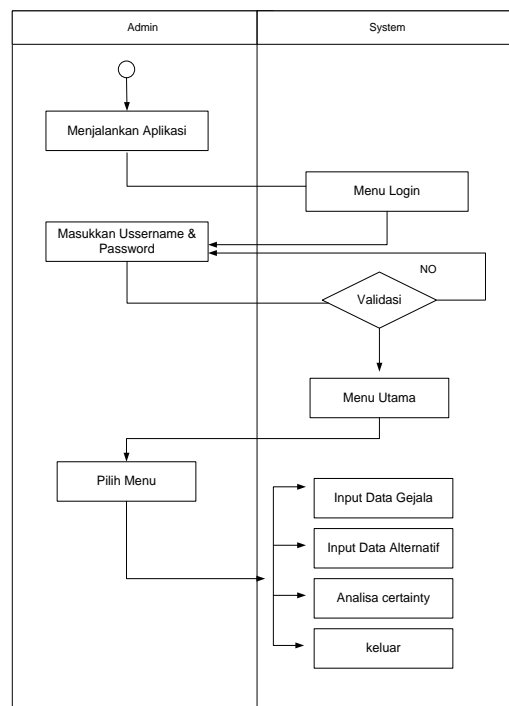 Admin
System
Menjalankan Aplikasi
Menu Login
Masukkan Ussername &
Password
NO
Validasi
Menu Utama
Pilih Menu
Input Data Gejala
Input Data Alternatif
Analisa certainty
keluar